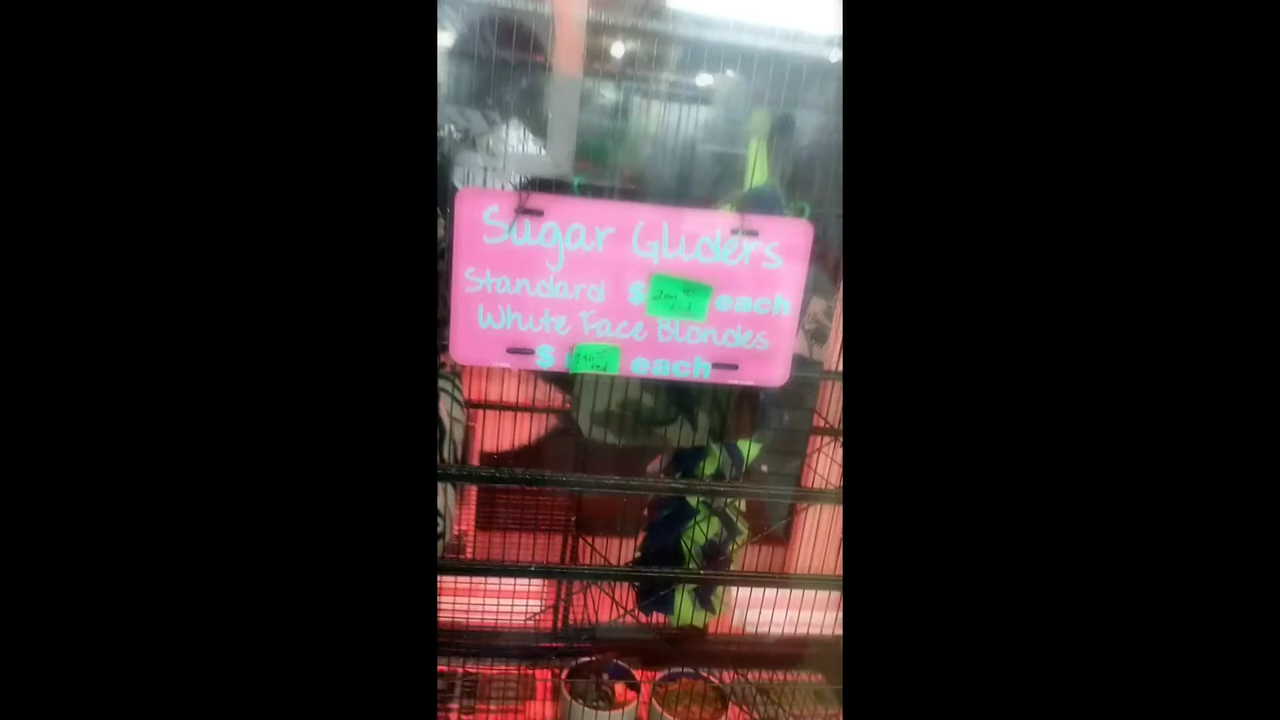 Sugar Gliders
Standard $ each
White Face Blondes
$ each